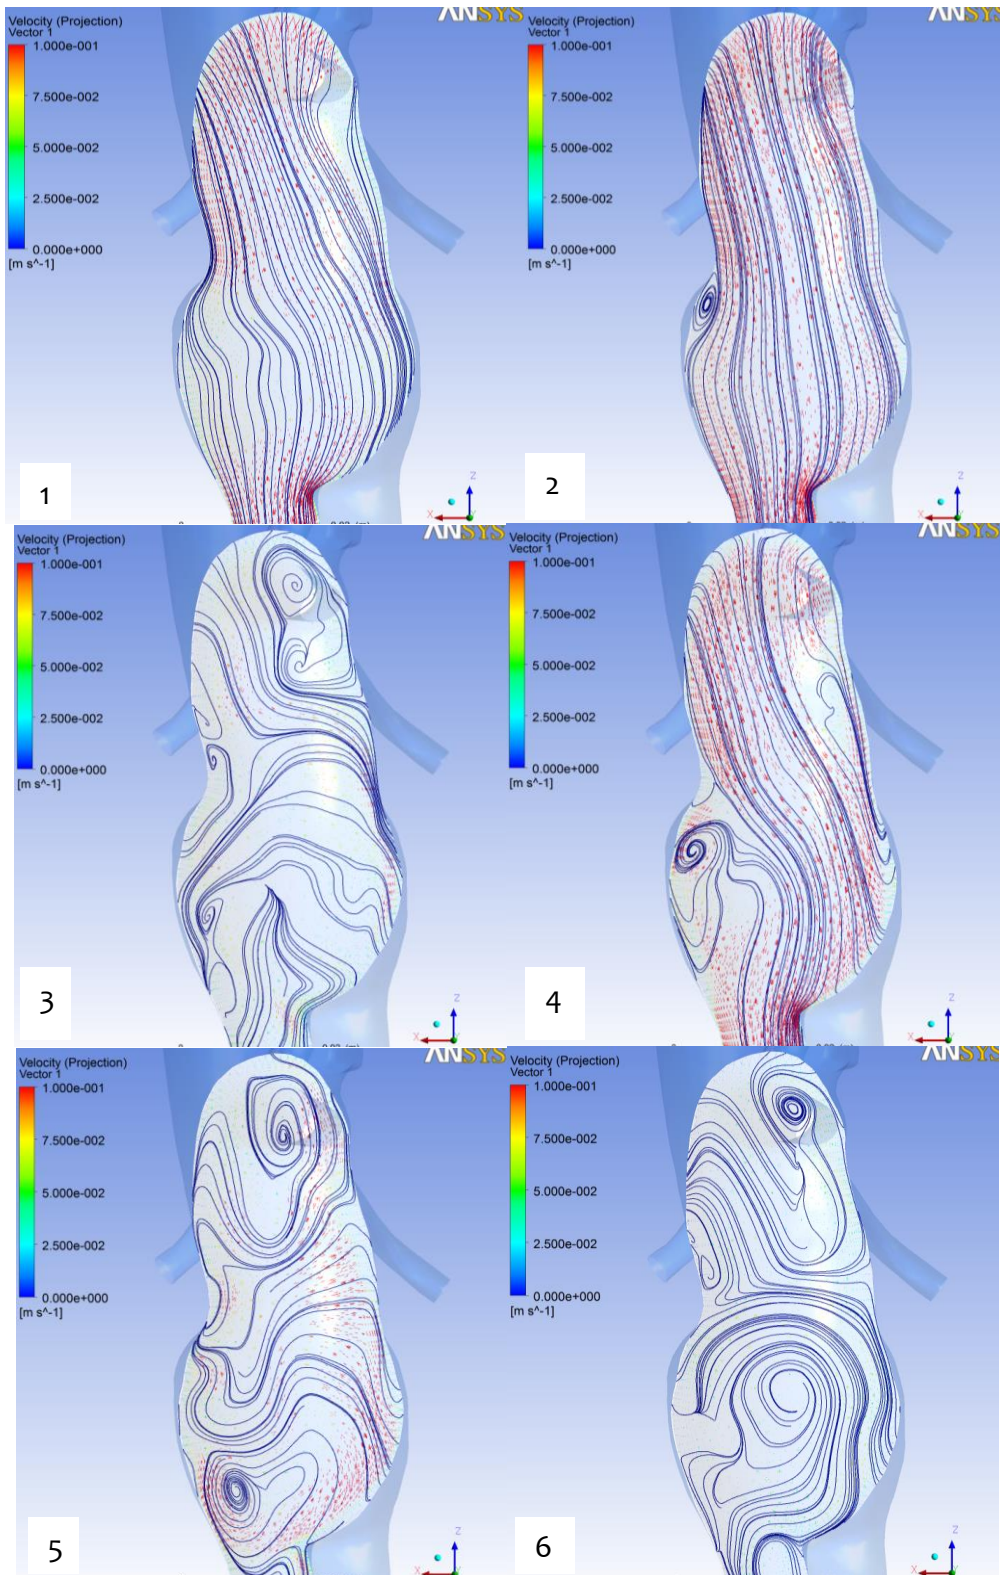 ANSYS
Velocity (Projection)
Vector 1
1.000e-001
7.500e-002
5.000e-002
2.500e-002
0.000e+000
[m s^-1]
Z
X
1
ANSYS
Velocity (Projection)
Vector 1
1.000e-001
7.500e-002
5.000e-002
2.500e-002
0.000e+000
[m s^-1]
Z
X
2
ANSYS
Velocity (Projection)
Vector 1
1.000e-001
7.500e-002
5.000e-002
2.500e-002
0.000e+000
[m s^-1]
Z
X
3
ANSYS
Velocity (Projection)
Vector 1
1.000e-001
7.500e-002
5.000e-002
2.500e-002
0.000e+000
[m s^-1]
Z
X
4
ANSYS
Velocity (Projection)
Vector 1
1.000e-001
7.500e-002
5.000e-002
2.500e-002
0.000e+000
[m s^-1]
Z
X
5
ANSYS
Velocity (Projection)
Vector 1
1.000e-001
7.500e-002
5.000e-002
2.500e-002
0.000e+000
[m s^-1]
Z
X
6